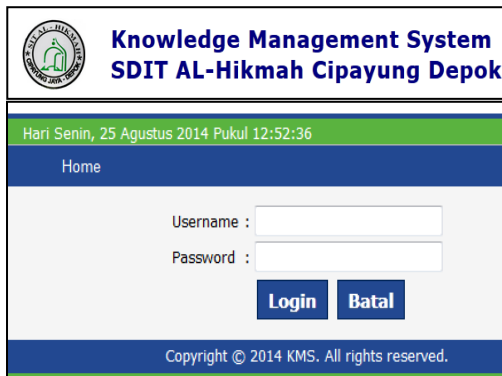 Knowledge Management System
SDIT AL-Hikmah Cipayung Depok
Hari Senin, 25 Agustus 2014 Pukul 12:52:36
Home
Username :
Password :
Login Batal
Copyright © 2014 KMS. All rights reserved.